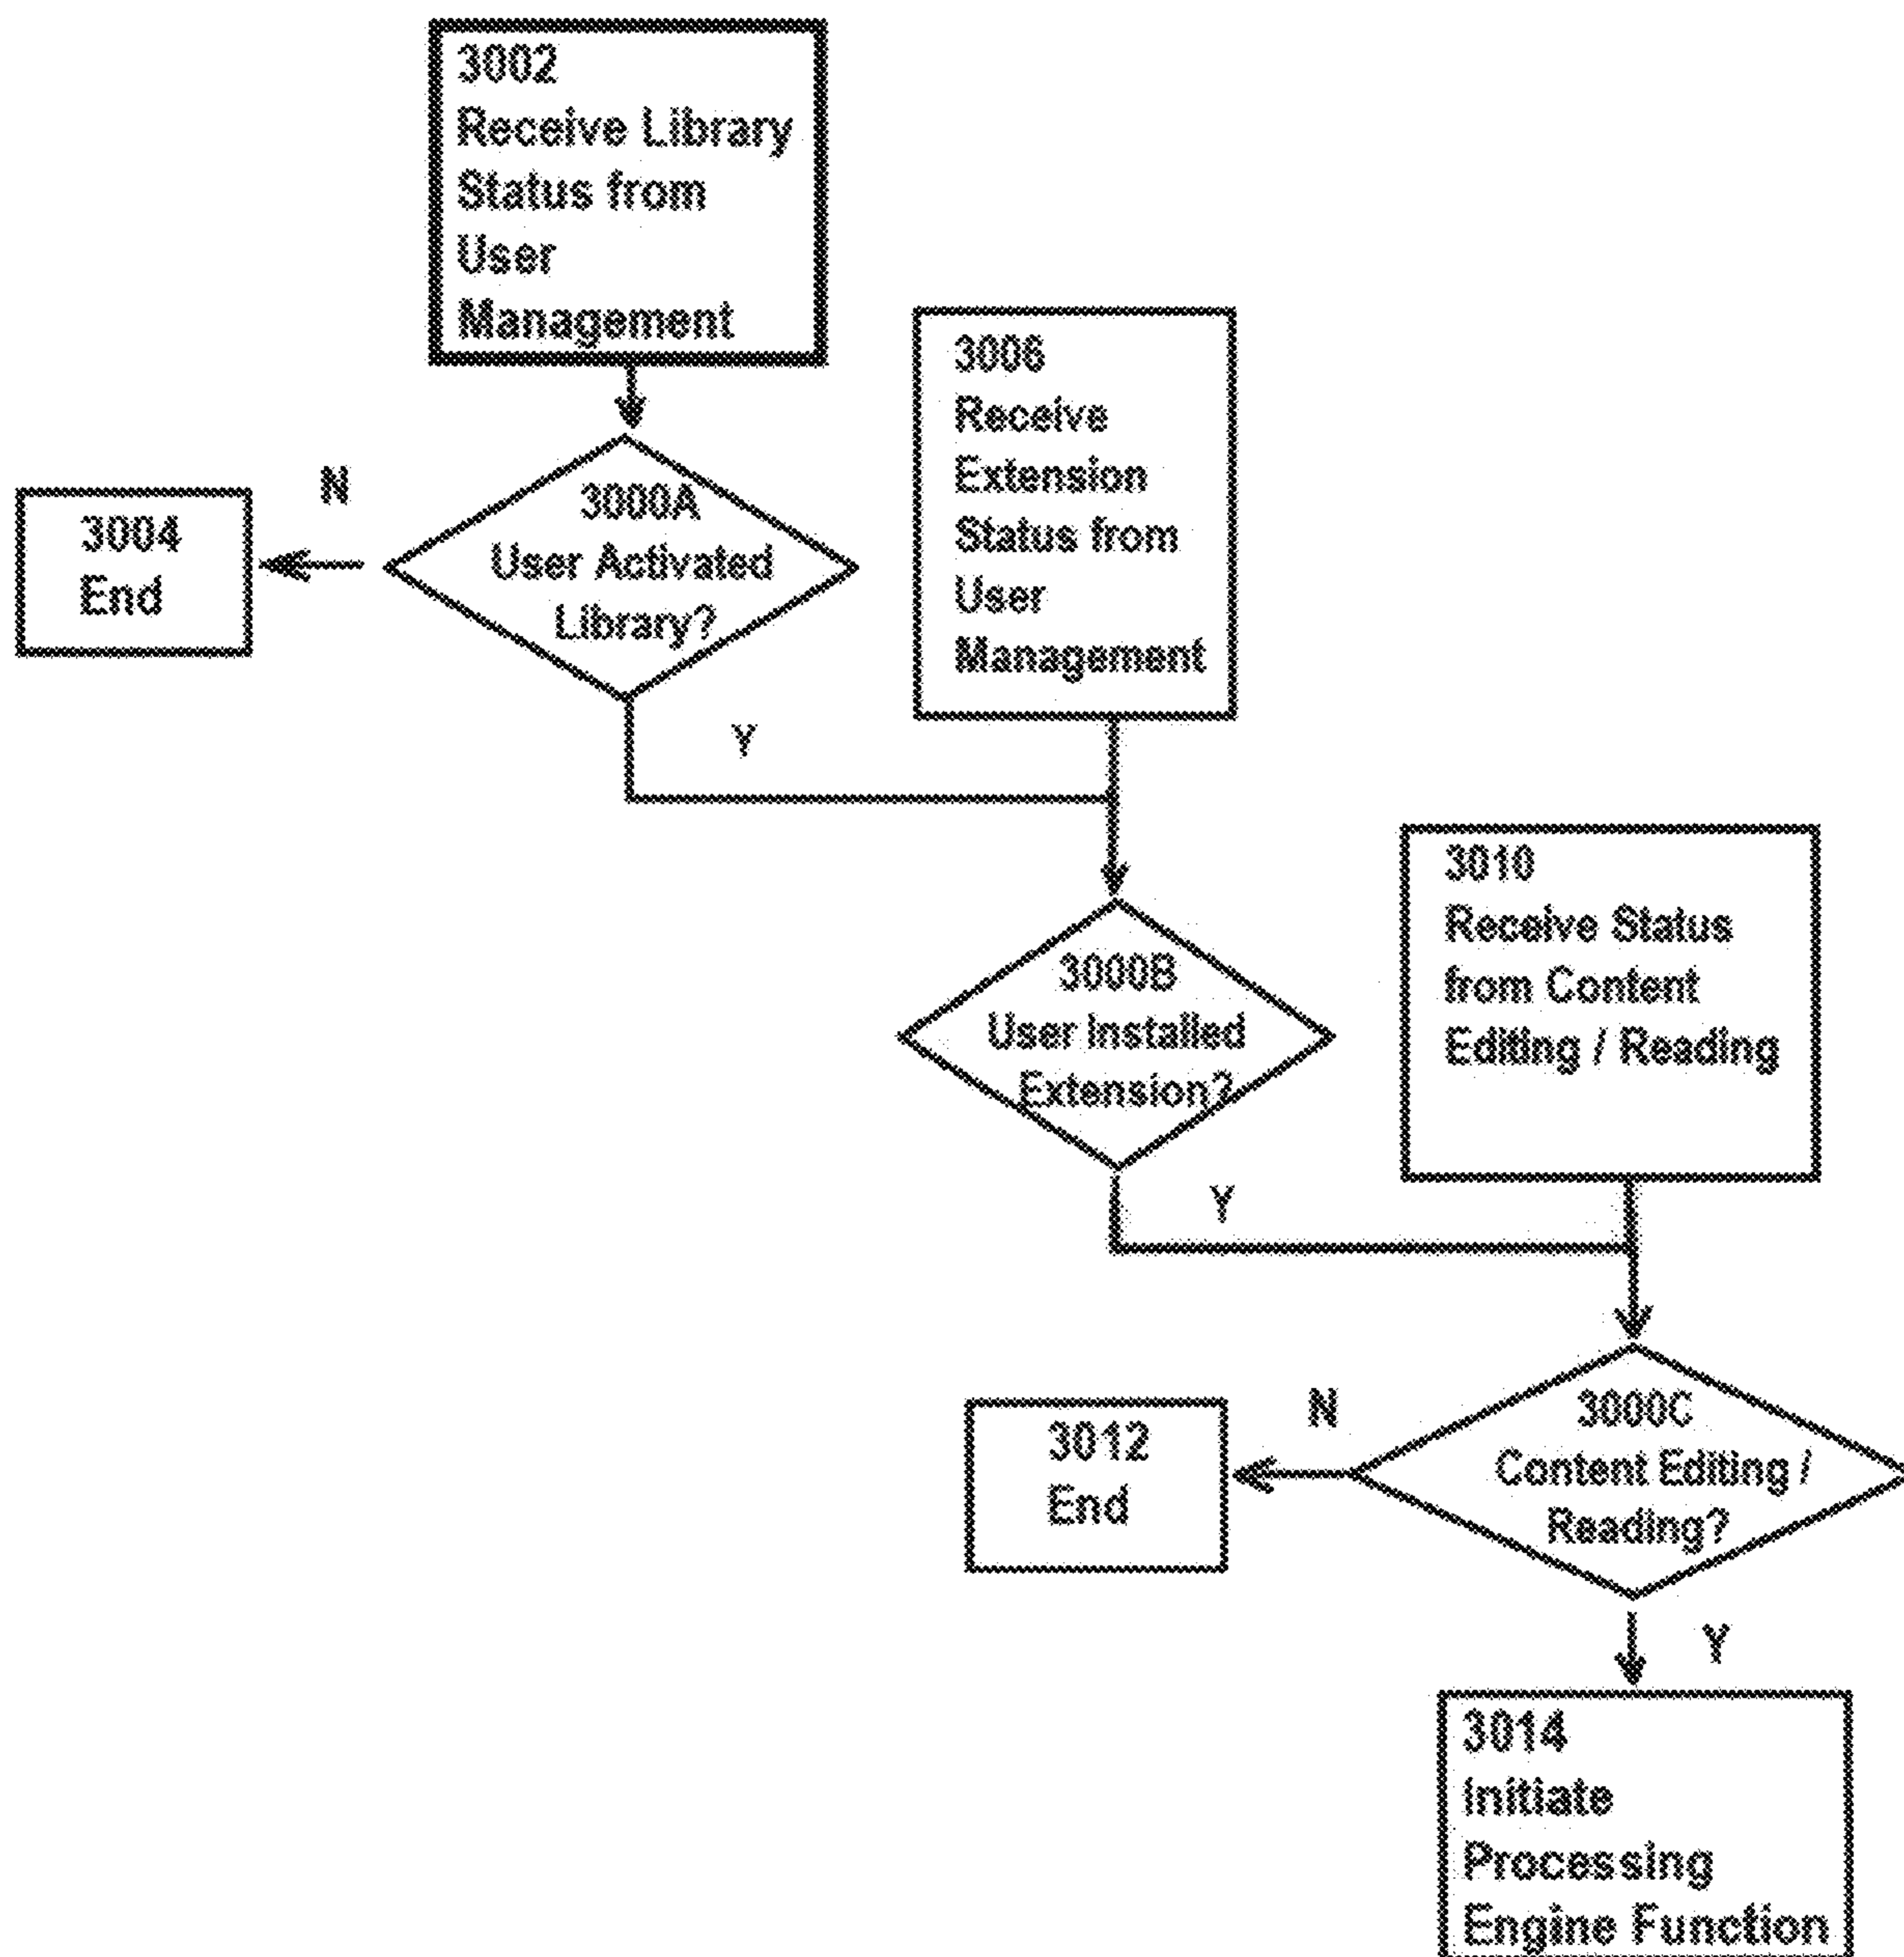 3002
Receive Library
Status from
User
Management
3006
Receive
Extension
Status from
User
Management
N
3004
End
3000A
User Activated
Library?
Y
3010
Receive Status
from Content
Editing / Reading
3000B
User Installed
Extension?
Y
N
3012
End
3000C
Content Editing /
Reading?
Y
3014
Initiate
Processing
Engine Function